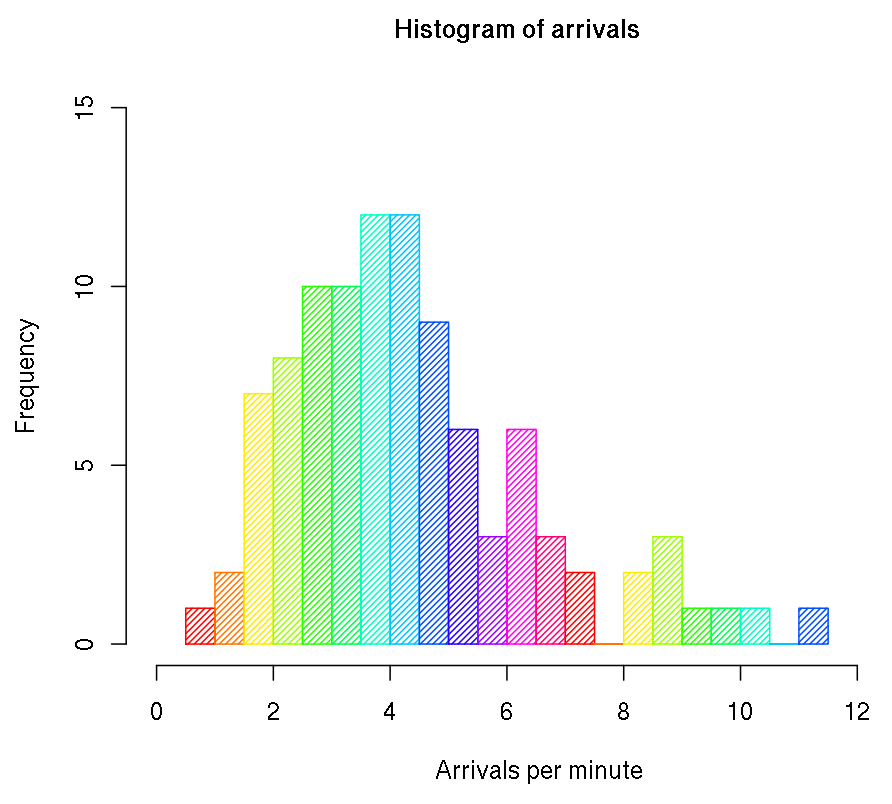 Histogram of arrivals
15
10
5
0
Frequency
0 2 4 6 8 10 12
Arrivals per minute